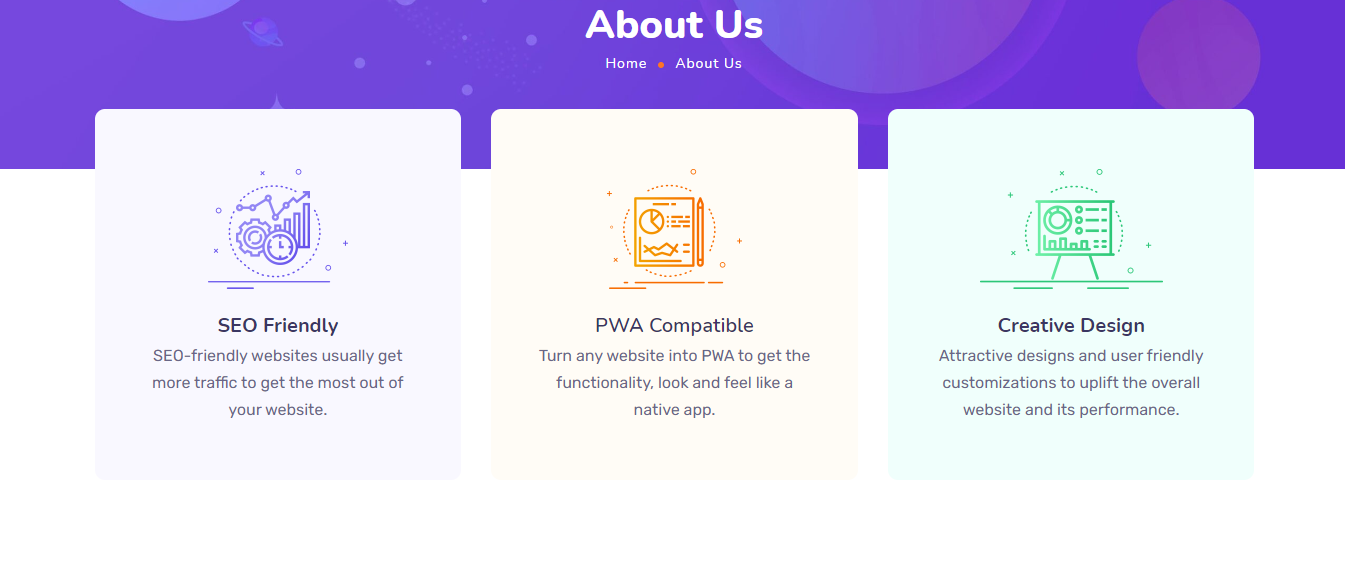 About Us
Home
About Us
SEO Friendly
SEO-friendly websites usually get
more traffic to get the most out of
your website.
PWA Compatible
Turn any website into PWA to get the
functionality, look and feel like a
native app.
Creative Design
Attractive designs and user friendly
customizations to uplift the overall
website and its performance.